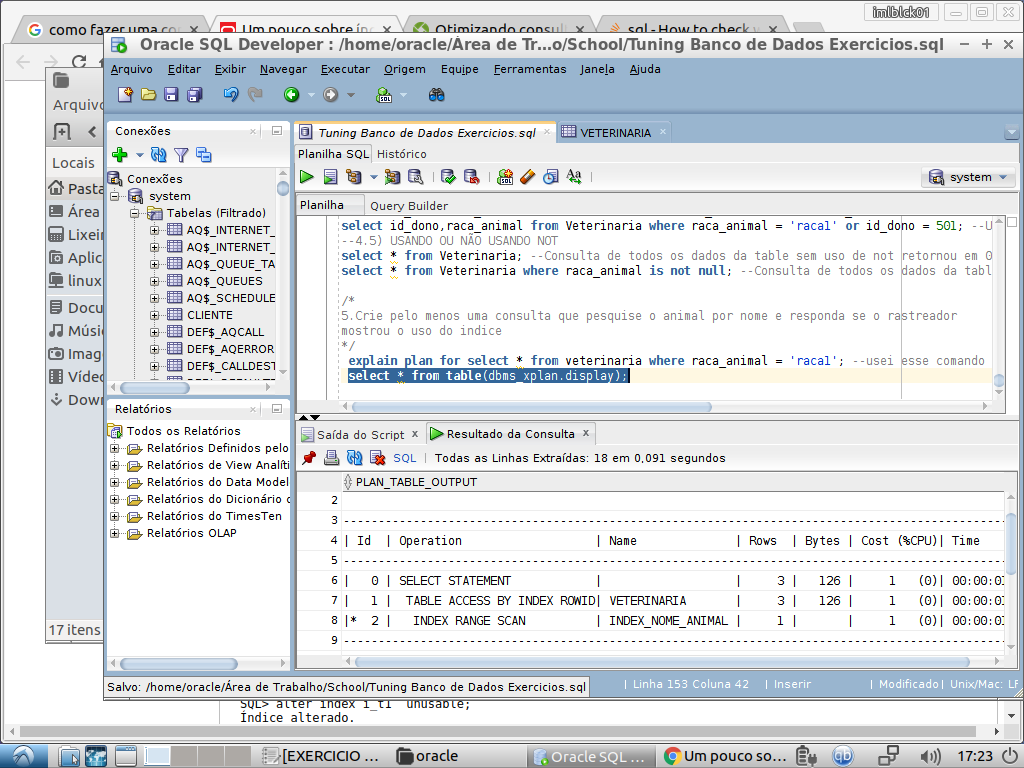 imlblck01
como fazer uma co
Um pouco sobre ín
Otimizando consul
sql - How to check v
Oracle SQL Developer : /home/oracle/Área de Tr...o/School/Tuning Banco de Dados Exercicios.sql
Arquivo Editar Exibir Navegar Executar Origem Equipe Ferramentas Janela Ajuda
Arquivo
Locais
Pasta
Área
Lixeir
Aplica
linux
Docu
Músi
Imag
Vídeo
Down
17 itens
Conexões
Conexões
system
Tabelas (Filtrado)
AQ$_INTERNET_
AQ$_INTERNET_
AQ$_QUEUE_TA
AQ$_QUEUES
AQ$_SCHEDULE
CLIENTE
DEF$_AQCALL
DEF$_AQERROR
DEF$_CALLDEST
Relatórios
Todos os Relatórios
Relatórios Definidos pelo
Relatórios de View Analíti
Relatórios do Data Model
Relatórios do Dicionário d
Relatórios do TimesTen
Relatórios OLAP
Tuning Banco de Dados Exercicios.sql
VETERINARIA
Planilha SQL Histórico
system
Planilha Query Builder
select id_dono,raca_animal from Veterinaria where raca_animal = 'raca1' or id_dono = 501; --U
--4.5) USANDO OU NÃO USANDO NOT
select * from Veterinaria; --Consulta de todos os dados da table sem uso de not retornou em 0
select * from Veterinaria where raca_animal is not null; --Consulta de todos os dados da tabl
/*
5.Crie pelo menos uma consulta que pesquise o animal por nome e responda se o rastreador
mostrou o uso do indice
*/
explain plan for select * from veterinaria where raca_animal = 'raca1'; --usei esse comando
select * from table(dbms_xplan.display);
Saída do Script x
Resultado da Consulta x
SQL | Todas as Linhas Extraídas: 18 em 0,091 segundos
PLAN_TABLE_OUTPUT
2
3 ------------------------------------------------------------------------------------------
4 | Id | Operation | Name | Rows | Bytes | Cost (%CPU)| Time
5 ------------------------------------------------------------------------------------------
6 | 0 | SELECT STATEMENT | | 3 | 126 | 1 (0)| 00:00:01
7 | 1 | TABLE ACCESS BY INDEX ROWID| VETERINARIA | 3 | 126 | 1 (0)| 00:00:01
8 |* 2 | INDEX RANGE SCAN | INDEX_NOME_ANIMAL | 1 | | 1 (0)| 00:00:01
9 ------------------------------------------------------------------------------------------
Salvo: /home/oracle/Área de Trabalho/School/Tuning Banco de Dados Exercicios.sql
| Linha 153 Coluna 42 | Inserir | Modificado| Unix/Mac: LF
SQL> alter index i_t1 unusable;
Índice alterado.
[EXERCICIO ...
oracle
Oracle SQL ...
Um pouco so...
qb
17:23